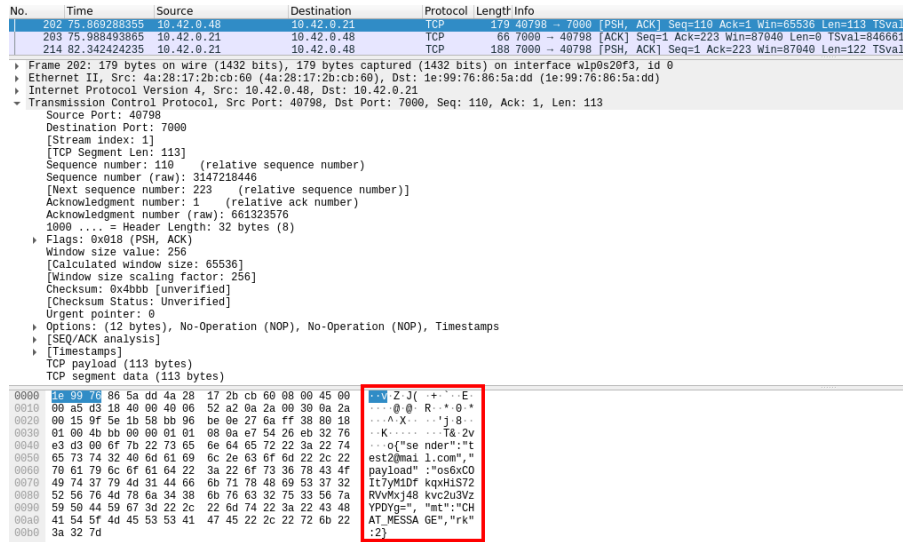 No. Time Source Destination Protocol Length Info
202 75.869288355 10.42.0.48 10.42.0.21 TCP 179 40798 → 7000 [PSH, ACK] Seq=110 Ack=1 Win=65536 Len=113 TSval
203 75.988493865 10.42.0.21 10.42.0.48 TCP 66 7000 → 40798 [ACK] Seq=1 Ack=223 Win=87040 Len=0 TSval=846661
214 82.342424235 10.42.0.21 10.42.0.48 TCP 188 7000 → 40798 [PSH, ACK] Seq=1 Ack=223 Win=87040 Len=122 TSval
Frame 202: 179 bytes on wire (1432 bits), 179 bytes captured (1432 bits) on interface wlp0s20f3, id 0
Ethernet II, Src: 4a:28:17:2b:cb:60 (4a:28:17:2b:cb:60), Dst: 1e:99:76:86:5a:dd (1e:99:76:86:5a:dd)
Internet Protocol Version 4, Src: 10.42.0.48, Dst: 10.42.0.21
Transmission Control Protocol, Src Port: 40798, Dst Port: 7000, Seq: 110, Ack: 1, Len: 113
Source Port: 40798
Destination Port: 7000
[Stream index: 1]
[TCP Segment Len: 113]
Sequence number: 110 (relative sequence number)
Sequence number (raw): 3147218446
[Next sequence number: 223 (relative sequence number)]
Acknowledgment number: 1 (relative ack number)
Acknowledgment number (raw): 661323576
1000 .... = Header Length: 32 bytes (8)
Flags: 0x018 (PSH, ACK)
Window size value: 256
[Calculated window size: 65536]
[Window size scaling factor: 256]
Checksum: 0x4bbb [unverified]
[Checksum Status: Unverified]
Urgent pointer: 0
Options: (12 bytes), No-Operation (NOP), No-Operation (NOP), Timestamps
[SEQ/ACK analysis]
[Timestamps]
TCP payload (113 bytes)
TCP segment data (113 bytes)
0000 1e 99 76 86 5a dd 4a 28 17 2b cb 60 08 00 45 00 ··v·Z·J( ·+·`··E·
0010 00 a5 d3 18 40 00 40 06 52 a2 0a 2a 00 30 0a 2a ····@·@· R··*·0·*
0020 00 15 9f 5e 1b 58 bb 96 be 0e 27 6a ff 38 80 18 ···^·X·· ··'j·8··
0030 01 00 4b bb 00 00 01 01 08 0a e7 54 26 eb 32 76 ··K····· ···T&·2v
0040 e3 d3 00 6f 7b 22 73 65 6e 64 65 72 22 3a 22 74 ···o{"se nder":"t
0050 65 73 74 32 40 6d 61 69 6c 2e 63 6f 6d 22 2c 22 est2@mai l.com","
0060 70 61 79 6c 6f 61 64 22 3a 22 6f 73 36 78 43 4f payload" :"os6xCO
0070 49 74 37 79 4d 31 44 66 6b 71 78 48 69 53 37 32 It7yM1Df kqxHiS72
0080 52 56 76 4d 78 6a 34 38 6b 76 63 32 75 33 56 7a RVvMxj48 kvc2u3Vz
0090 59 50 44 59 67 3d 22 2c 22 6d 74 22 3a 22 43 48 YPDYg=", "mt":"CH
00a0 41 54 5f 4d 45 53 53 41 47 45 22 2c 22 72 6b 22 AT_MESSA GE","rk"
00b0 3a 32 7d :2}